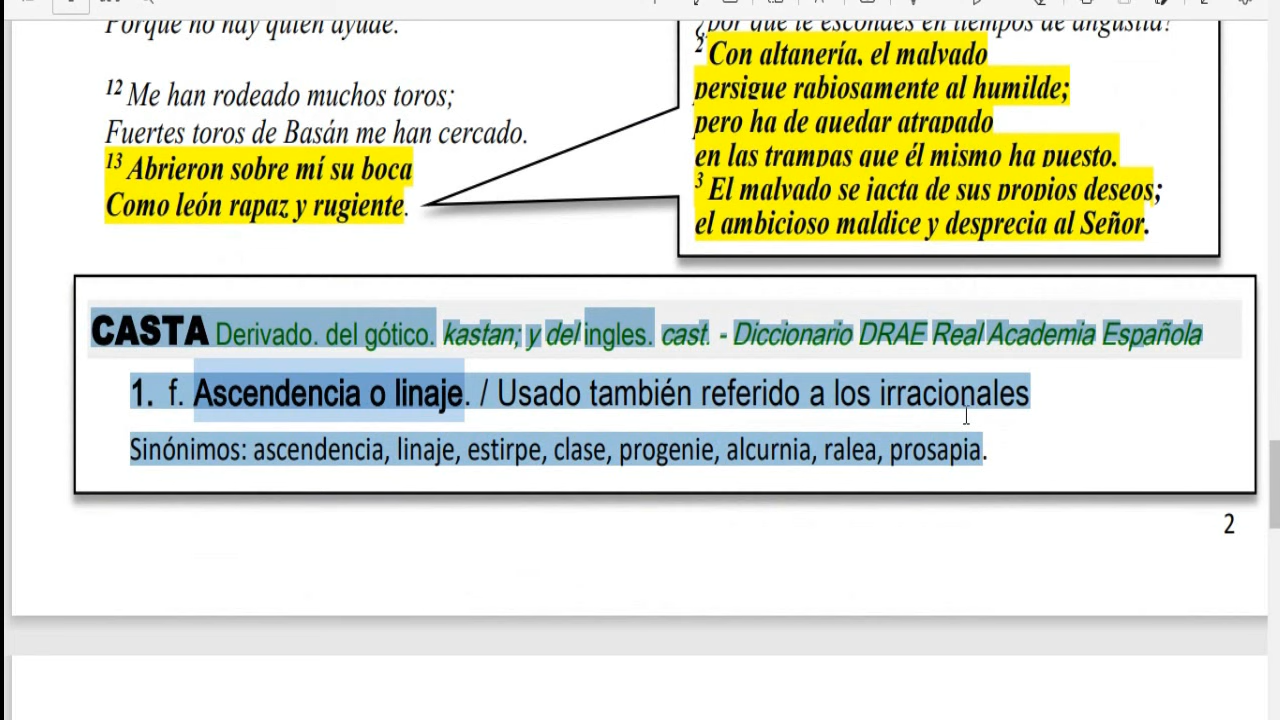 Porque no hay quien ayude.
12 Me han rodeado muchos toros;
Fuertes toros de Basán me han cercado.
13 Abrieron sobre mí su boca
Como león rapaz y rugiente.
¿por qué te escondes en tiempos de angustia?
2 Con altanería, el malvado
persigue rabiosamente al humilde;
pero ha de quedar atrapado
en las trampas que él mismo ha puesto.
3 El malvado se jacta de sus propios deseos;
el ambicioso maldice y desprecia al Señor.
CASTA Derivado. del gótico. kastan; y del ingles. cast. - Diccionario DRAE Real Academia Española
1. f. Ascendencia o linaje. / Usado también referido a los irracionales
Sinónimos: ascendencia, linaje, estirpe, clase, progenie, alcurnia, ralea, prosapia.
2